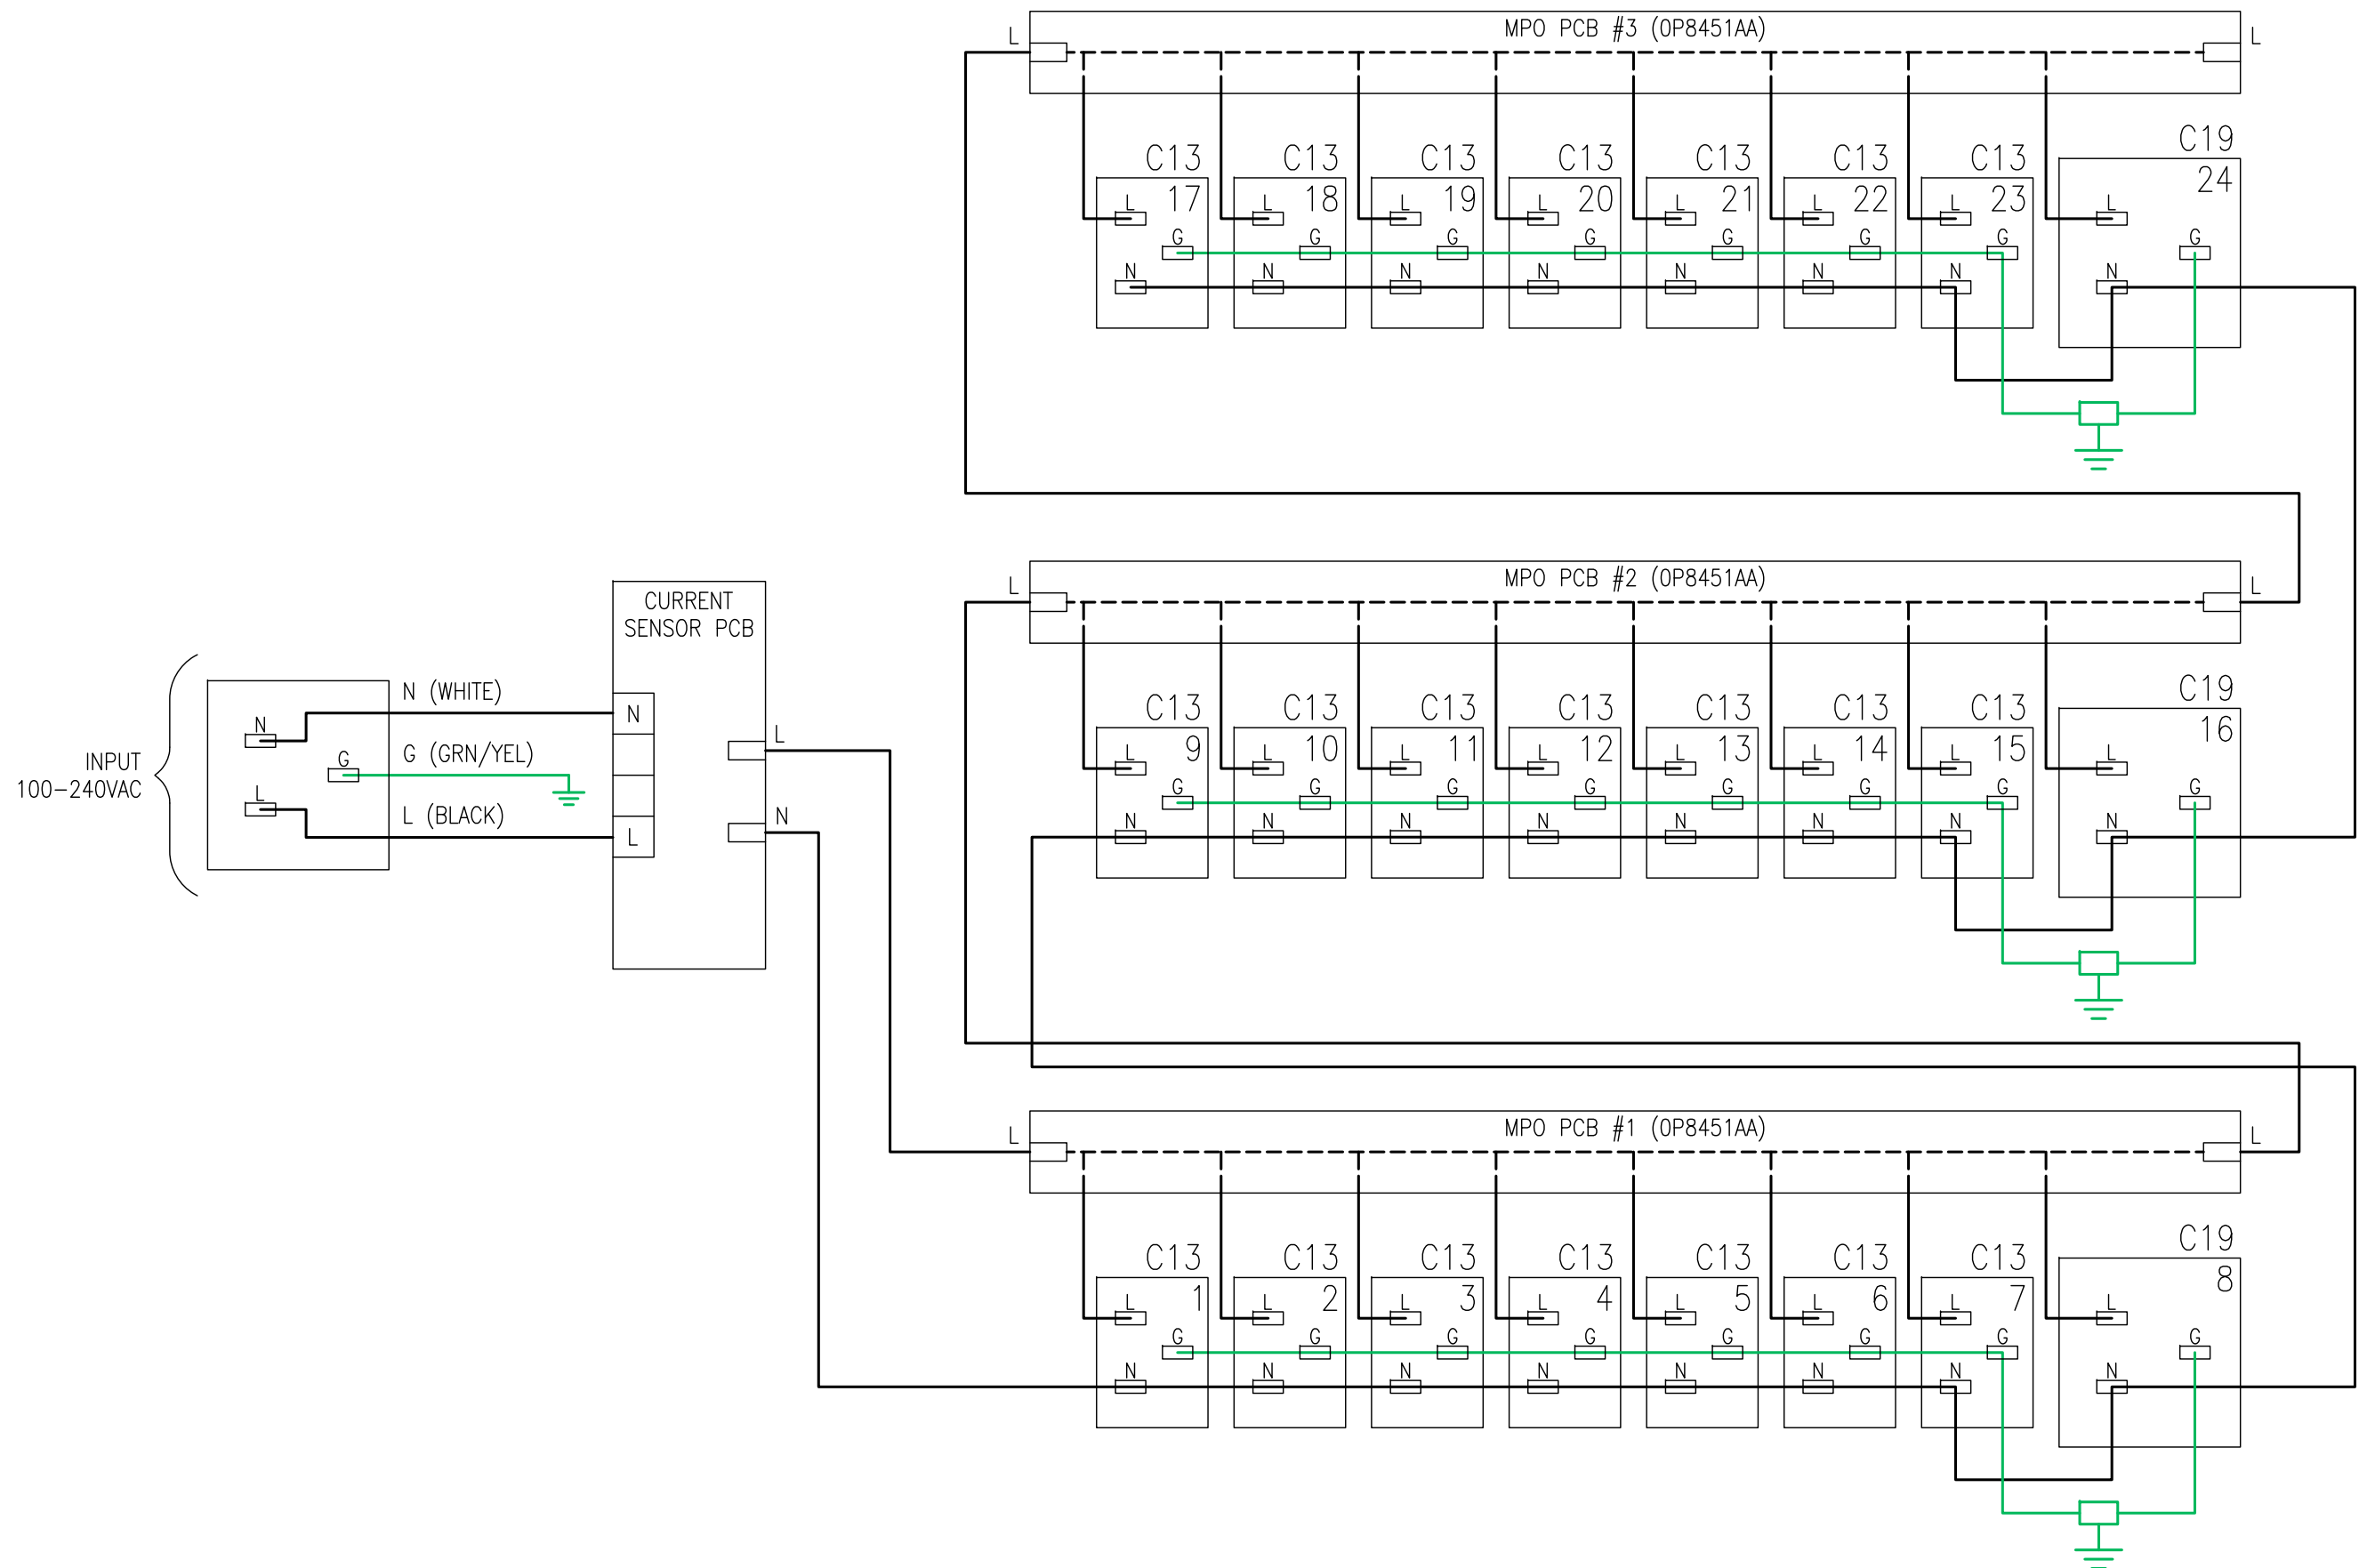 MPO PCB #3 (0P8451AA)
L L
C13 C13 C13 C13 C13 C13 C13 C19
17 18 19 20 21 22 23 24
L L L L L L L L
G G G G G G G G
N N N N N N N N
MPO PCB #2 (0P8451AA)
L L
CURRENT
SENSOR PCB
N (WHITE)
G (GRN/YEL)
L (BLACK)
N
G
L
N
L
L
N
INPUT
100-240VAC
C13 C13 C13 C13 C13 C13 C13 C19
9 10 11 12 13 14 15 16
L L L L L L L L
G G G G G G G G
N N N N N N N N
MPO PCB #1 (0P8451AA)
L L
C13 C13 C13 C13 C13 C13 C13 C19
1 2 3 4 5 6 7 8
L L L L L L L L
G G G G G G G G
N N N N N N N N